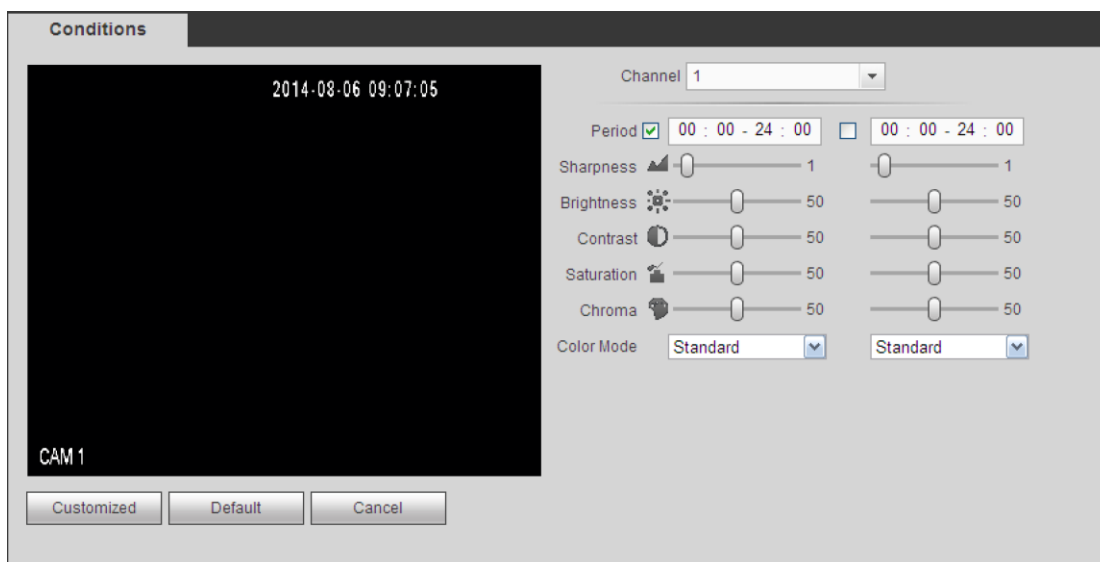 Conditions
2014-08-06 09:07:05
CAM 1
Customized Default Cancel
Channel 1
Period 00 : 00 - 24 : 00 00 : 00 - 24 : 00
Sharpness 1 1
Brightness 50 50
Contrast 50 50
Saturation 50 50
Chroma 50 50
Color Mode Standard Standard